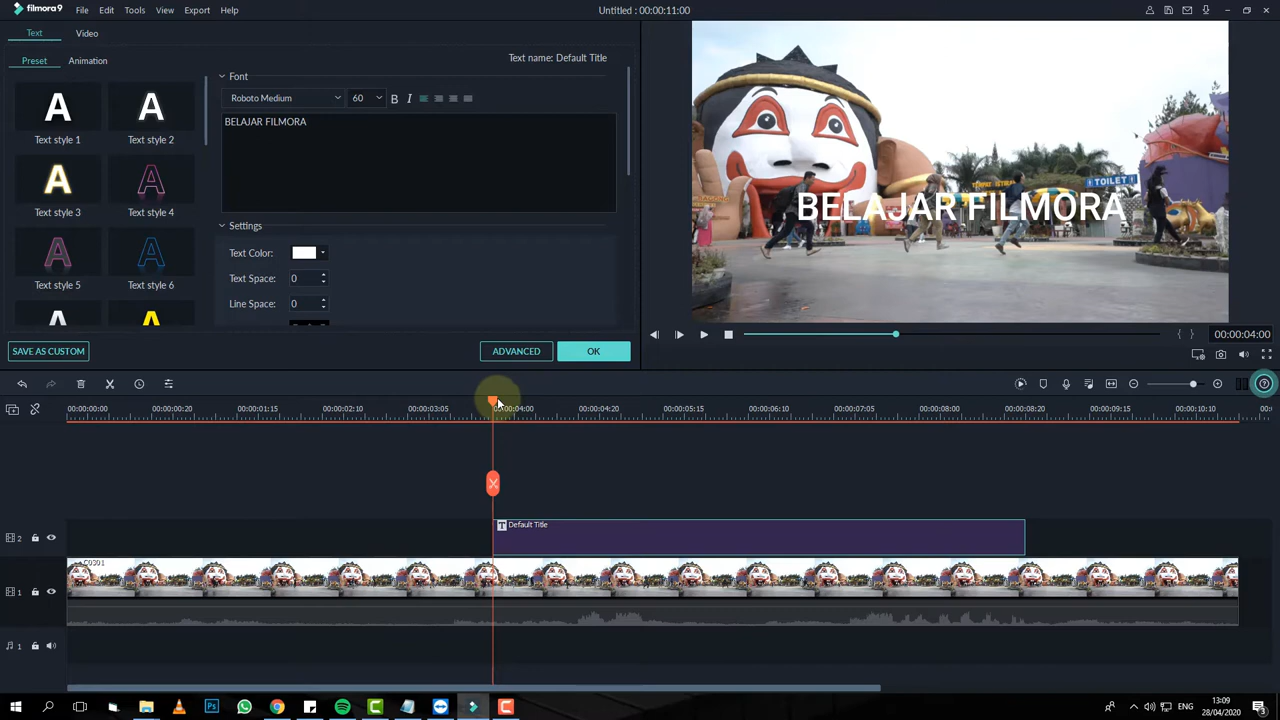 filmora9 File Edit Tools View Export Help Untitled : 00:00:11:00
Text Video
Preset Animation Text name: Default Title
Font
Roboto Medium 60 B I
BELAJAR FILMORA
A A
Text style 1 Text style 2
A A
Text style 3 Text style 4
A A
Text style 5 Text style 6
Settings
Text Color:
Text Space: 0
Line Space: 0
SAVE AS CUSTOM ADVANCED OK
TOILET
BELAJAR FILMORA
00:00:04:00
00:00:00:00 00:00:00:20 00:00:01:15 00:00:02:10 00:00:03:05 00:00:04:00 00:00:04:20 00:00:05:15 00:00:06:10 00:00:07:05 00:00:08:00 00:00:08:20 00:00:09:15 00:00:10:10
2 T Default Title
C0301
1
1
Ps ENG 13:09
28/04/2020 3